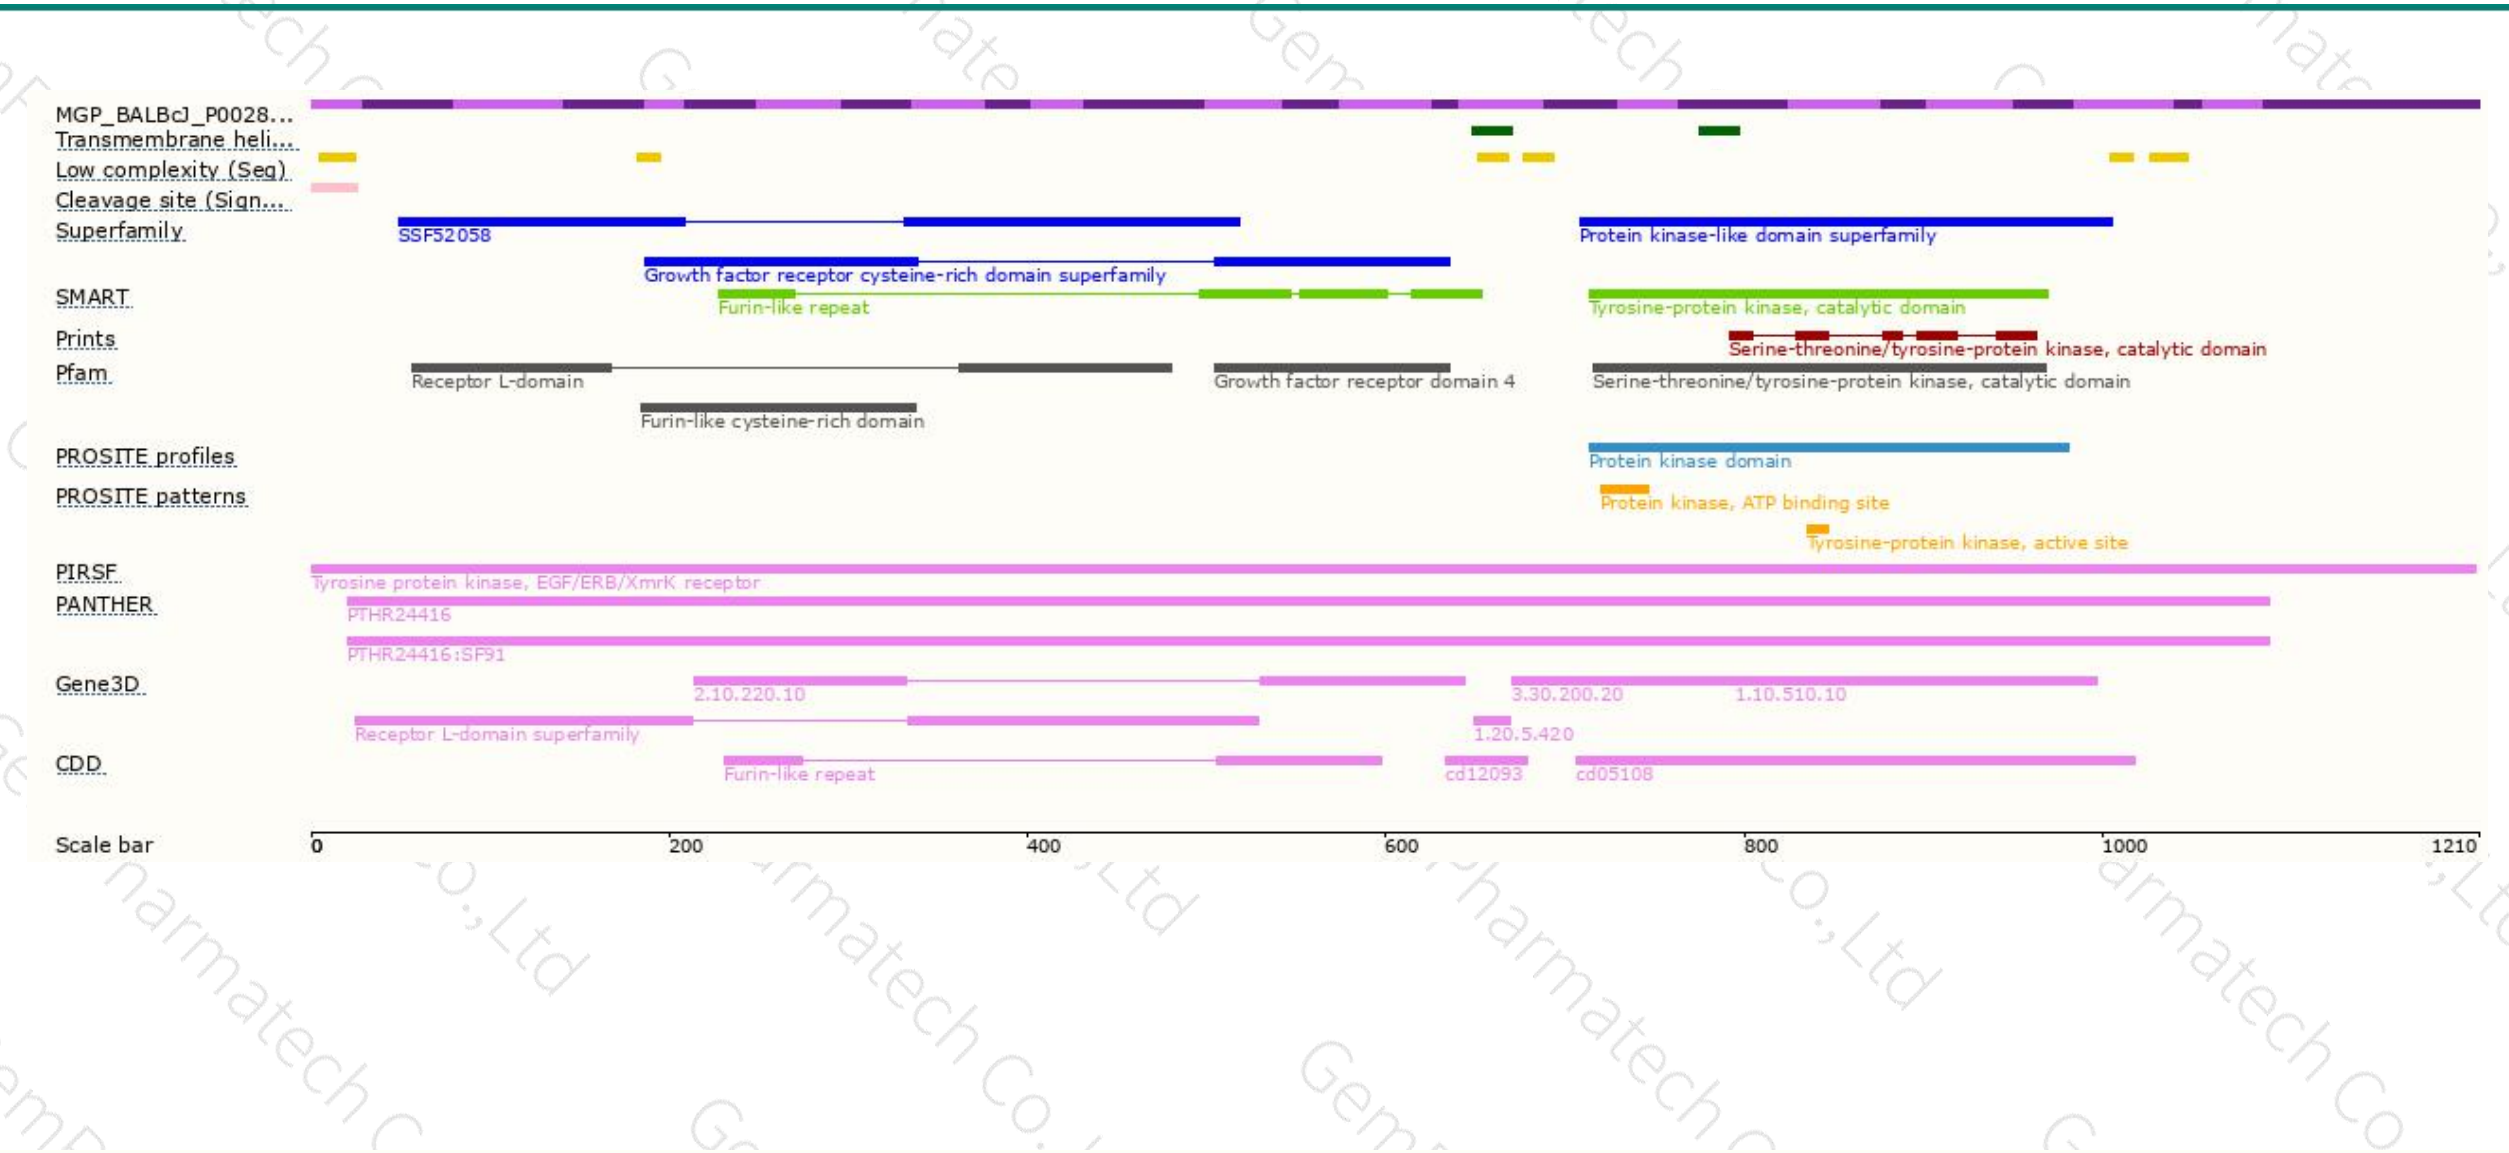 MGP_BALBcJ_P0028...
Transmembrane heli...
Low complexity (Seg)
Cleavage site (Sign...
Superfamily
SSF52058
Protein kinase-like domain superfamily
Growth factor receptor cysteine-rich domain superfamily
SMART
Furin-like repeat
Tyrosine-protein kinase, catalytic domain
Prints
Serine-threonine/tyrosine-protein kinase, catalytic domain
Pfam
Receptor L-domain
Growth factor receptor domain 4
Serine-threonine/tyrosine-protein kinase, catalytic domain
Furin-like cysteine-rich domain
PROSITE profiles
Protein kinase domain
PROSITE patterns
Protein kinase, ATP binding site
Tyrosine-protein kinase, active site
PIRSF
Tyrosine protein kinase, EGF/ERB/XmrK receptor
PANTHER
PTHR24416
PTHR24416:SF91
Gene3D
2.10.220.10
3.30.200.20
1.10.510.10
Receptor L-domain superfamily
1.20.5.420
CDD
Furin-like repeat
cd12093
cd05108
Scale bar
0
200
400
600
800
1000
1210